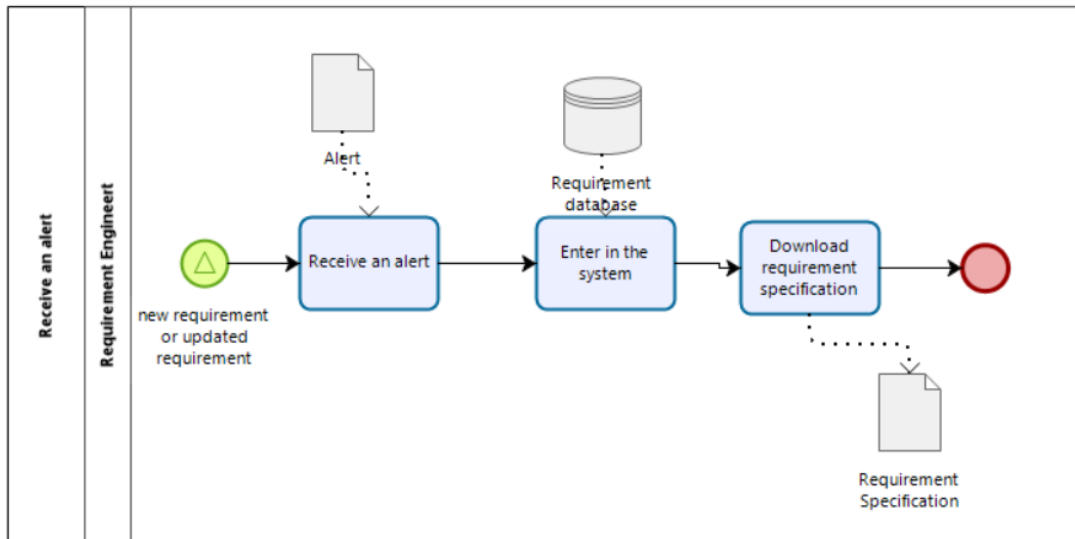 Receive an alert
Requirement Engineert
new requirement
or updated
requirement
Alert
Receive an alert
Requirement
database
Enter in the
system
Download
requirement
specification
Requirement
Specification